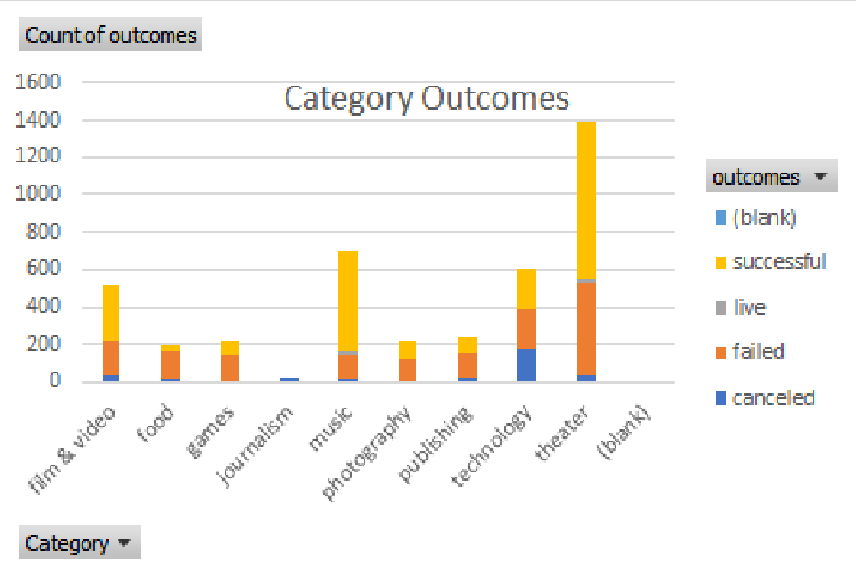 Count of outcomes
Category Outcomes
1600
1400
1200
1000
800
600
400
200
0
film & video
food
games
journalism
music
photography
publishing
technology
theater
(blank)
outcomes
(blank)
successful
live
failed
canceled
Category